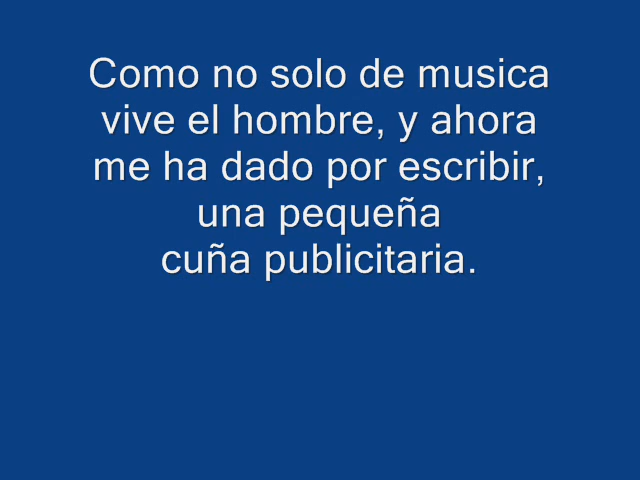 Como no solo de musica
vive el hombre, y ahora
me ha dado por escribir,
una pequeña
cuña publicitaria.